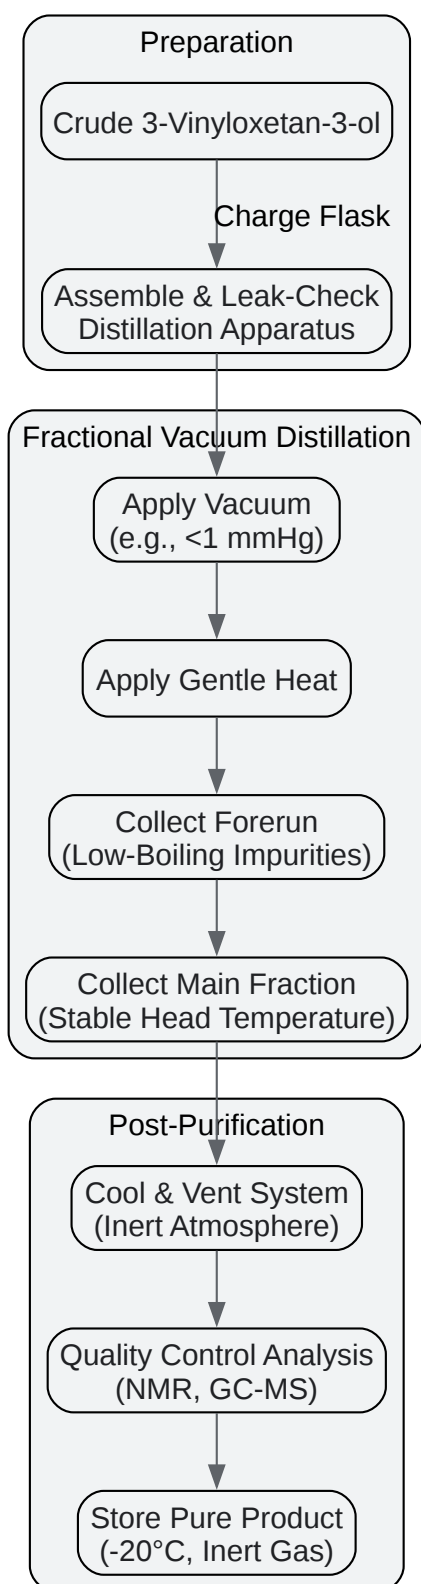 Preparation
Crude 3-Vinyloxetan-3-ol
Charge Flask
Assemble & Leak-Check
Distillation Apparatus
Fractional Vacuum Distillation
Apply Vacuum
(e.g., <1 mmHg)
Apply Gentle Heat
Collect Forerun
(Low-Boiling Impurities)
Collect Main Fraction
(Stable Head Temperature)
Post-Purification
Cool & Vent System
(Inert Atmosphere)
Quality Control Analysis
(NMR, GC-MS)
Store Pure Product
(-20°C, Inert Gas)